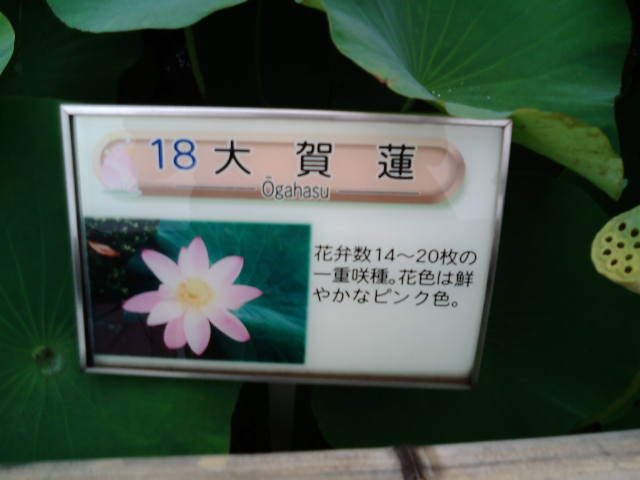 18 大賀蓮
Ōgahasu
花弁数14〜20枚の
一重咲種。花色は鮮
やかなピンク色。